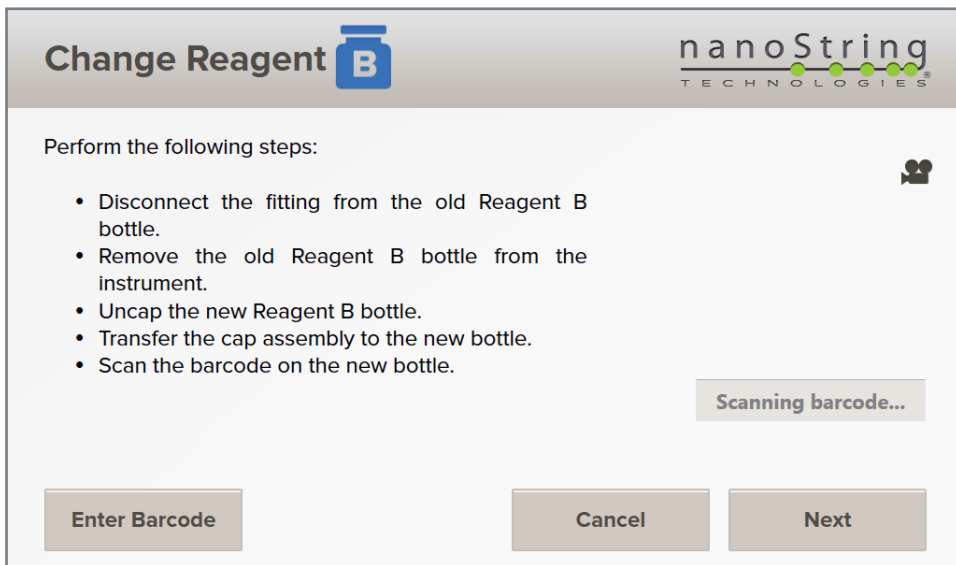 Change Reagent B
nanoString
TECHNOLOGIES®
Perform the following steps:
• Disconnect the fitting from the old Reagent B
bottle.
• Remove the old Reagent B bottle from the
instrument.
• Uncap the new Reagent B bottle.
• Transfer the cap assembly to the new bottle.
• Scan the barcode on the new bottle.
Scanning barcode...
Enter Barcode
Cancel
Next